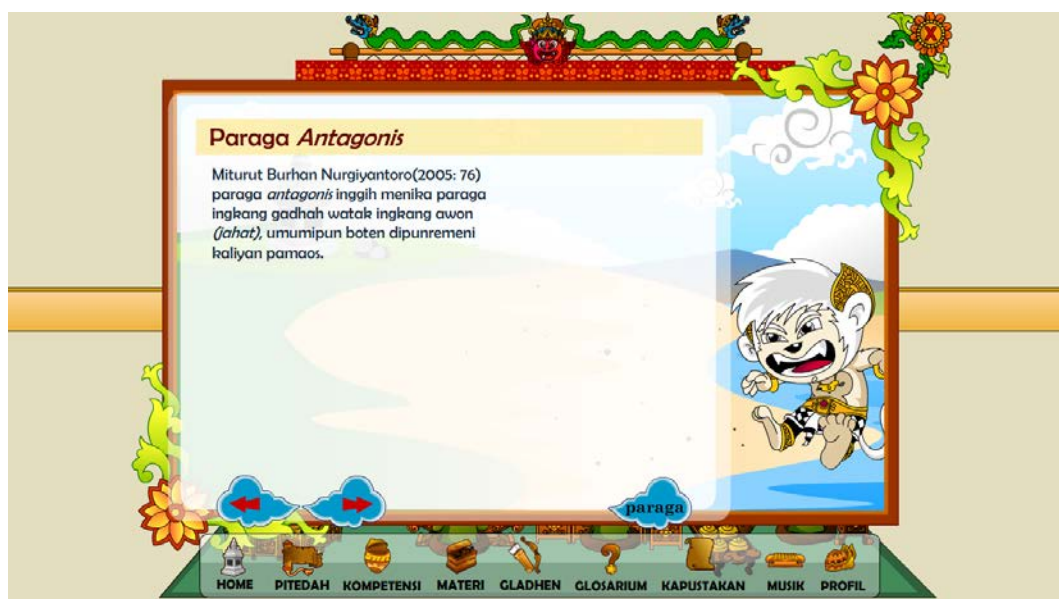 X
Paraga Antagonis
Miturut Burhan Nurgiyantoro(2005: 76)
paraga antagonis inggih menika paraga
ingkang gadhah watak ingkang awon
(jahat), umumipun boten dipunremeni
kaliyan pamaos.
paraga
HOME PITEDAH KOMPETENSI MATERI GLADHEN GLOSARIUM KAPUSTAKAN MUSIK PROFIL